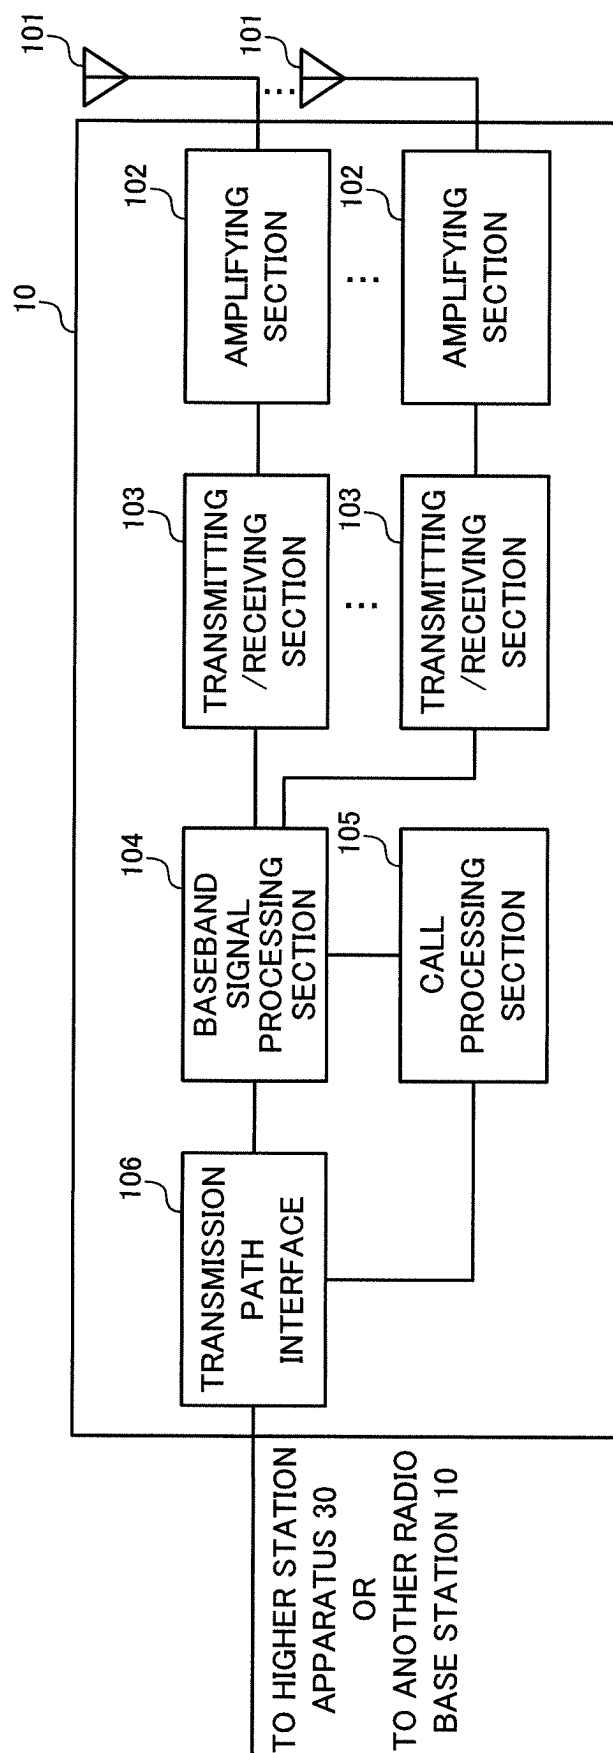 10
101
101
...
102
AMPLIFYING
SECTION
...
102
AMPLIFYING
SECTION
103
TRANSMITTING
/RECEIVING
SECTION
...
103
TRANSMITTING
/RECEIVING
SECTION
104
BASEBAND
SIGNAL
PROCESSING
SECTION
105
CALL
PROCESSING
SECTION
106
TRANSMISSION
PATH
INTERFACE
TO HIGHER STATION
APPARATUS 30
OR
TO ANOTHER RADIO
BASE STATION 10